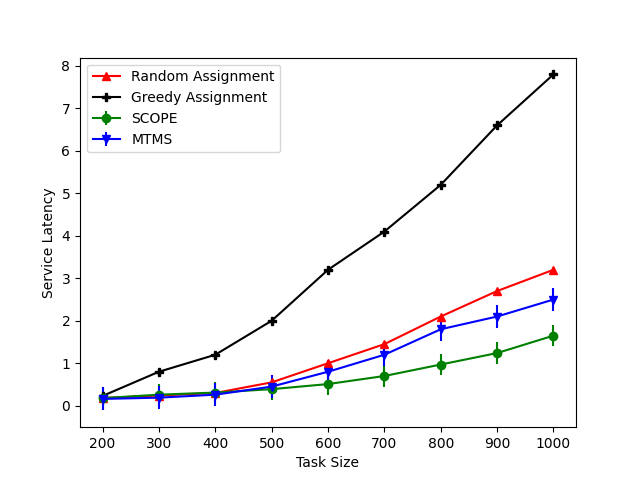 8
7
6
5
4
3
2
1
0
Service Latency
Random Assignment
Greedy Assignment
SCOPE
MTMS
200 300 400 500 600 700 800 900 1000
Task Size